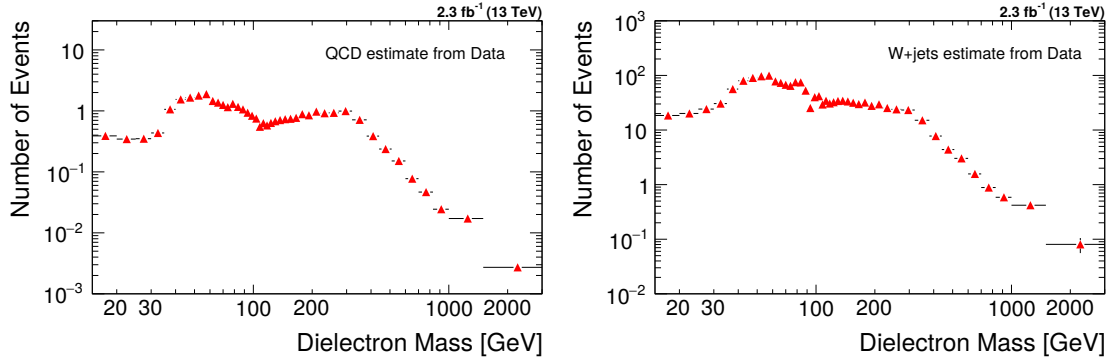 2.3 fb⁻¹ (13 TeV)
QCD estimate from Data
Number of Events
10
1
10⁻¹
10⁻²
10⁻³
20 30 100 200 1000 2000
Dielectron Mass [GeV]
2.3 fb⁻¹ (13 TeV)
W+jets estimate from Data
Number of Events
10³
10²
10
1
10⁻¹
10⁻²
20 30 100 200 1000 2000
Dielectron Mass [GeV]